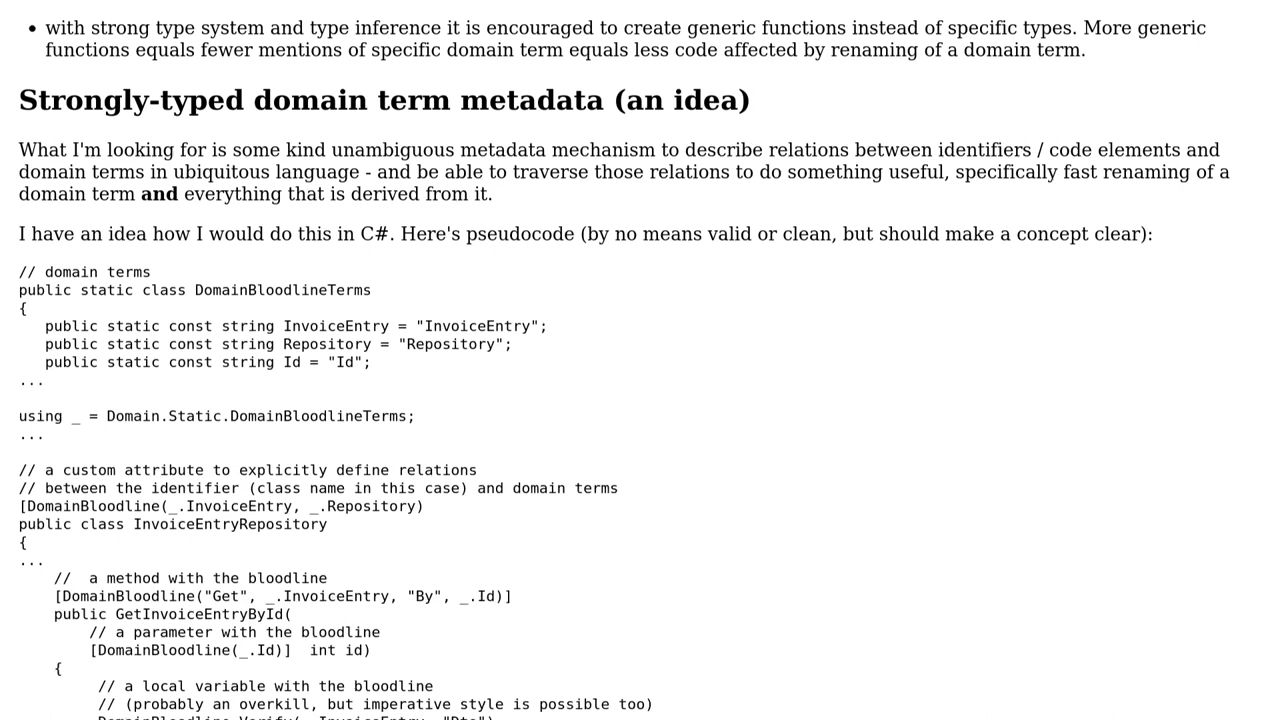 • with strong type system and type inference it is encouraged to create generic functions instead of specific types. More generic
functions equals fewer mentions of specific domain term equals less code affected by renaming of a domain term.
Strongly-typed domain term metadata (an idea)
What I'm looking for is some kind unambiguous metadata mechanism to describe relations between identifiers / code elements and
domain terms in ubiquitous language - and be able to traverse those relations to do something useful, specifically fast renaming of a
domain term and everything that is derived from it.
I have an idea how I would do this in C#. Here's pseudocode (by no means valid or clean, but should make a concept clear):
// domain terms
public static class DomainBloodlineTerms
{
   public static const string InvoiceEntry = "InvoiceEntry";
   public static const string Repository = "Repository";
   public static const string Id = "Id";
...
using _ = Domain.Static.DomainBloodlineTerms;
...
// a custom attribute to explicitly define relations
// between the identifier (class name in this case) and domain terms
[DomainBloodline(_.InvoiceEntry, _.Repository)
public class InvoiceEntryRepository
{
...
    //  a method with the bloodline
    [DomainBloodline("Get", _.InvoiceEntry, "By", _.Id)]
    public GetInvoiceEntryById(
        // a parameter with the bloodline
        [DomainBloodline(_.Id)]  int id)
    {
         // a local variable with the bloodline
         // (probably an overkill, but imperative style is possible too)
         DomainBloodline.Verify(_.InvoiceEntry, "Dto")